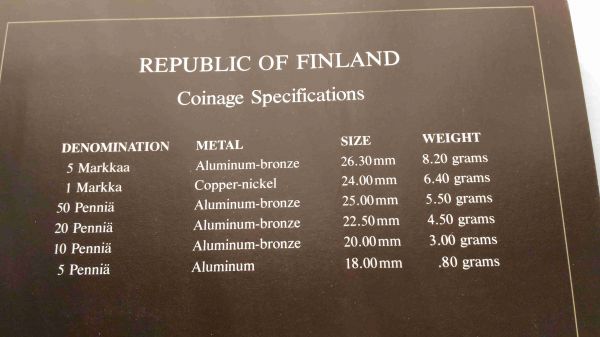 REPUBLIC OF FINLAND
Coinage Specifications
DENOMINATION METAL SIZE WEIGHT
5 Markkaa Aluminum-bronze 26.30mm 8.20 grams
1 Markka Copper-nickel 24.00mm 6.40 grams
50 Penniä Aluminum-bronze 25.00mm 5.50 grams
20 Penniä Aluminum-bronze 22.50mm 4.50 grams
10 Penniä Aluminum-bronze 20.00mm 3.00 grams
5 Penniä Aluminum 18.00mm .80 grams